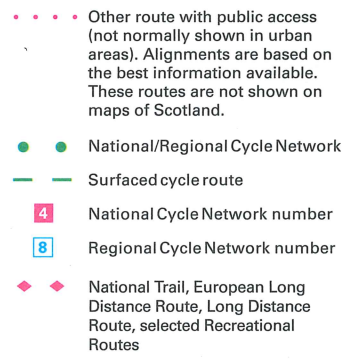 Other route with public access
(not normally shown in urban
areas). Alignments are based on
the best information available.
These routes are not shown on
maps of Scotland.
National/Regional Cycle Network
Surfaced cycle route
4 National Cycle Network number
8 Regional Cycle Network number
National Trail, European Long
Distance Route, Long Distance
Route, selected Recreational
Routes